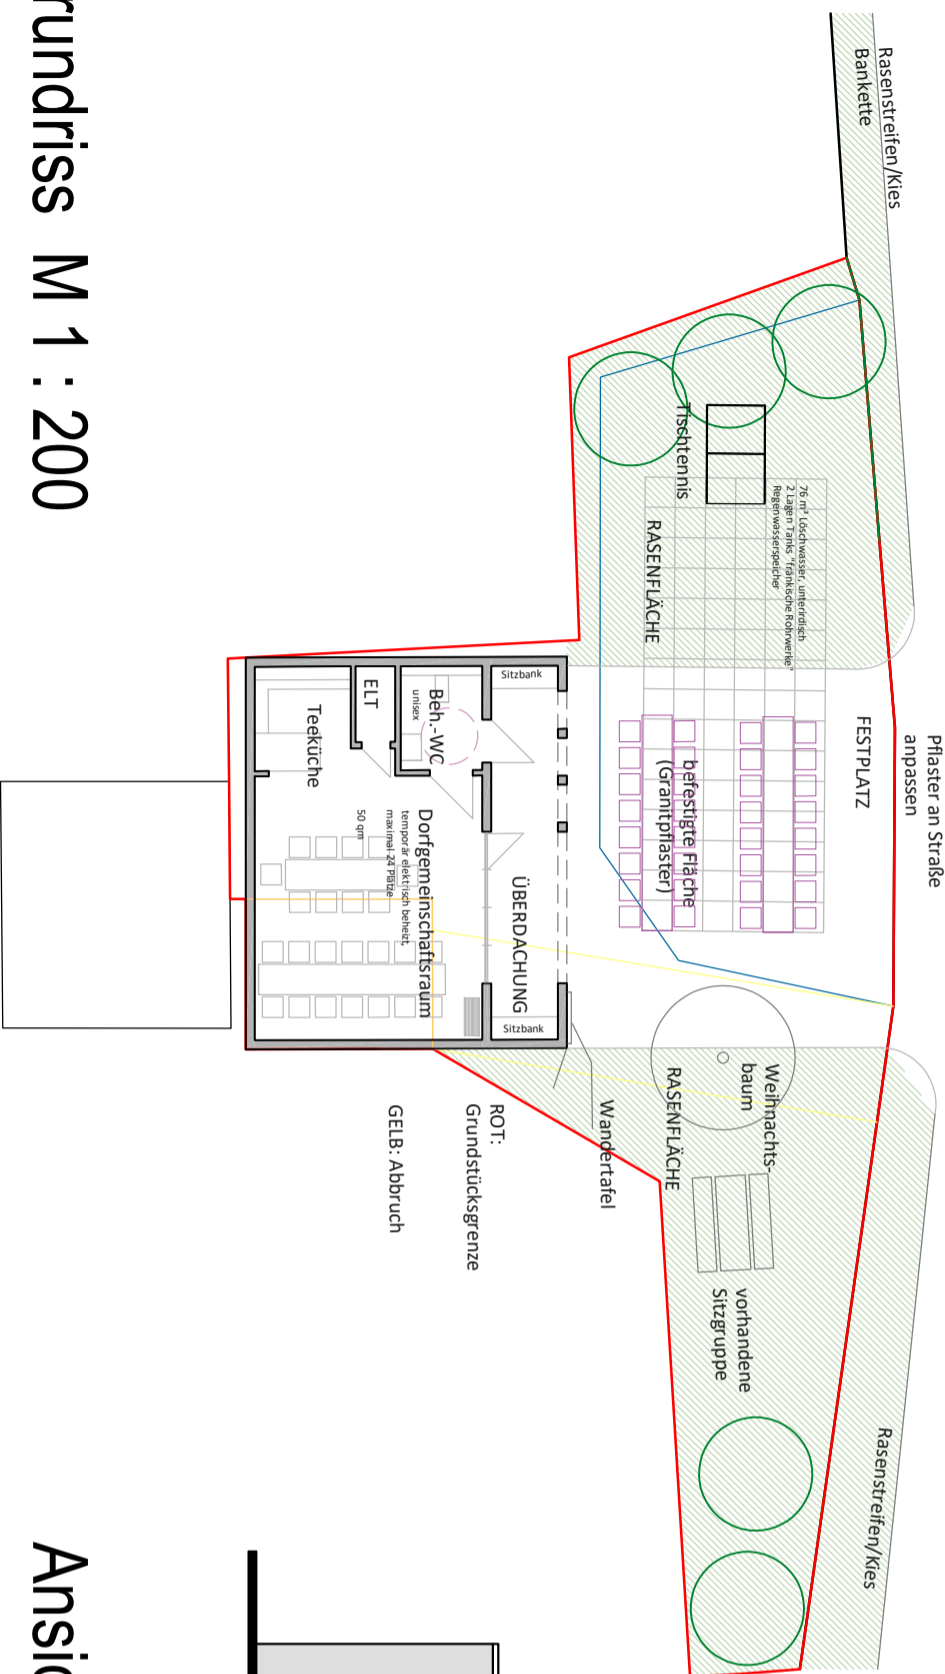 rundriss M 1 : 200
Ansic
Rasenstreifen/Kies
Bankette
Tischtennis
RASENFLÄCHE
76 m³ Löschwasser, unterirdisch
2 Lagen Tanks "fränkische Rohrwerke"
Regenwasserspeicher
Pflaster an Straße
anpassen
FESTPLATZ
befestigte Fläche
(Granitpflaster)
Sitzbank
ÜBERDACHUNG
Sitzbank
Beh.-WC
unisex
ELT
Teeküche
Dorfgemeinschaftsraum
temporär elektrisch beheizt,
maximal 24 Plätze
50 qm
Weihnachts-
baum
RASENFLÄCHE
Wandertafel
ROT:
Grundstücksgrenze
GELB: Abbruch
vorhandene
Sitzgruppe
Rasenstreifen/Kies